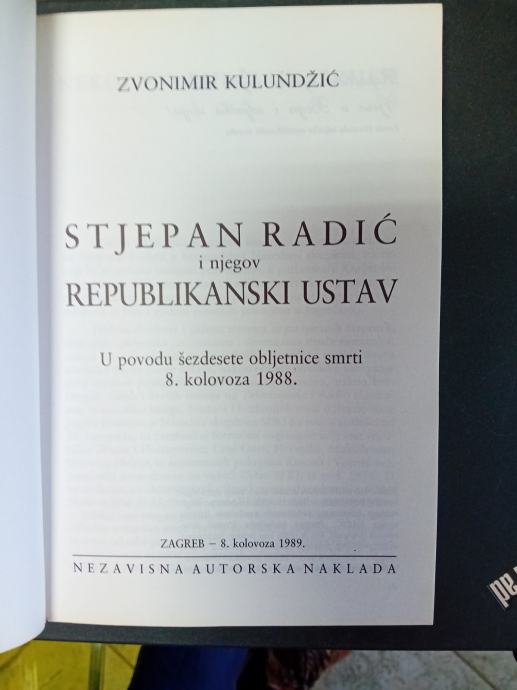 ZVONIMIR KULUNDŽIĆ
STJEPAN RADIĆ
i njegov
REPUBLIKANSKI USTAV
U povodu šezdesete obljetnice smrti
8. kolovoza 1988.
ZAGREB – 8. kolovoza 1989.
NEZAVISNA AUTORSKA NAKLADA